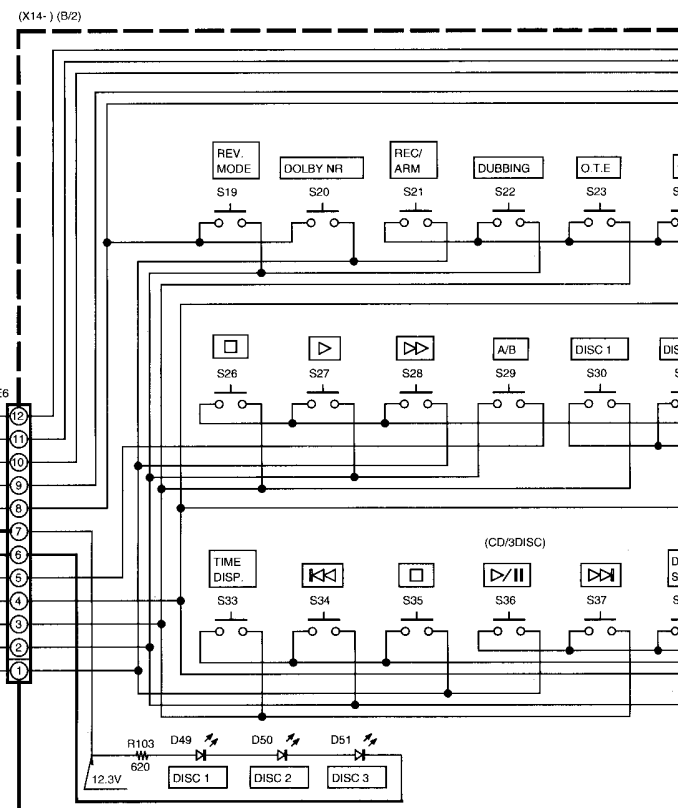 (X14- ) (B/2)
REV.
MODE
DOLBY NR
REC/
ARM
DUBBING
O.T.E
S19
S20
S21
S22
S23
S
A/B
DISC 1
DIS
S26
S27
S28
S29
S30
S
E6
12
11
10
9
8
7
6
5
4
3
2
1
(CD/3DISC)
TIME
DISP.
D
S
S33
S34
S35
S36
S37
S
R103
620
D49
D50
D51
12.3V
DISC 1
DISC 2
DISC 3